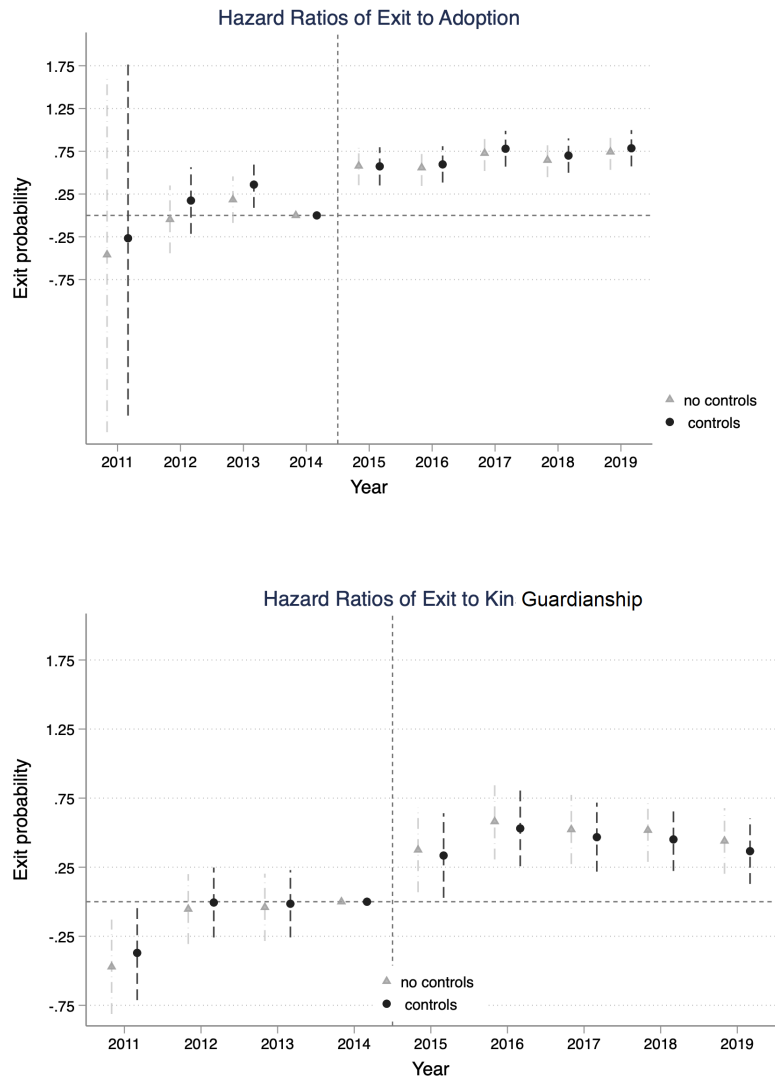 Hazard Ratios of Exit to Adoption
1.75
1.25
.75
.25
-.25
-.75
Exit probability
no controls
controls
2011 2012 2013 2014 2015 2016 2017 2018 2019
Year
Hazard Ratios of Exit to Kin Guardianship
1.75
1.25
.75
.25
-.25
-.75
Exit probability
no controls
controls
2011 2012 2013 2014 2015 2016 2017 2018 2019
Year